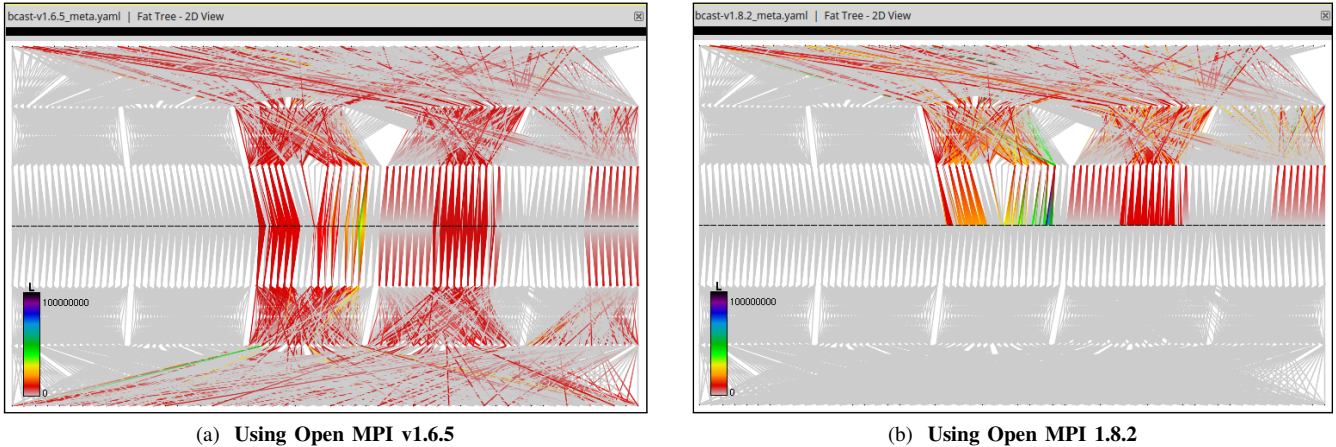 bcast-v1.6.5_meta.yaml | Fat Tree - 2D View
L
100000000
0
(a) Using Open MPI v1.6.5
bcast-v1.8.2_meta.yaml | Fat Tree - 2D View
L
100000000
0
(b) Using Open MPI 1.8.2